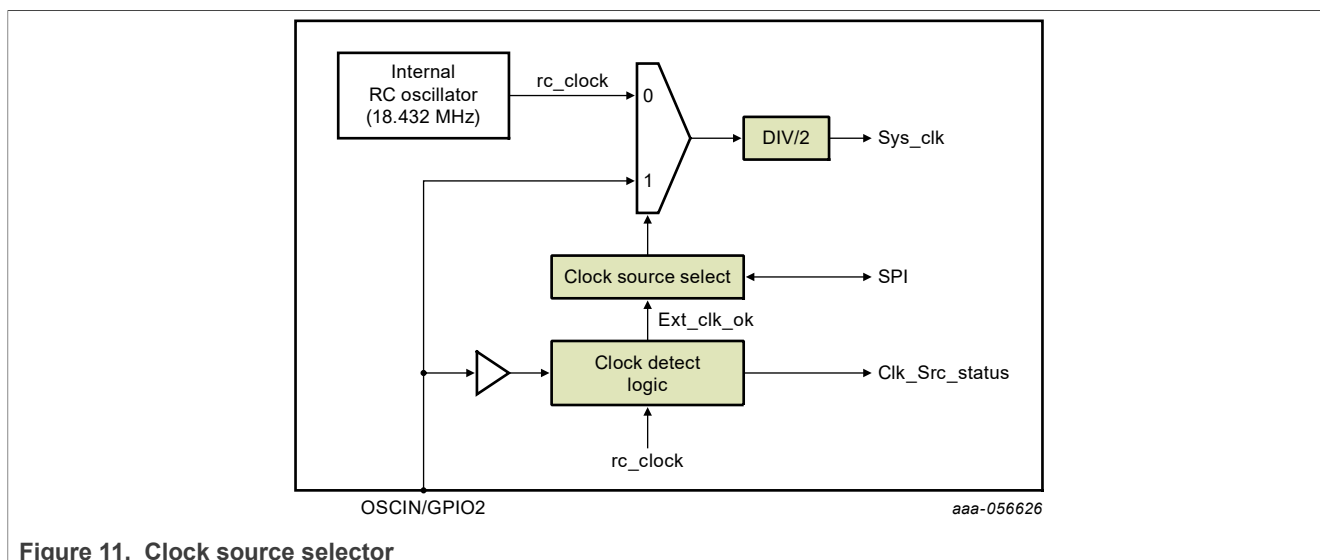 Internal
RC oscillator
(18.432 MHz)
rc_clock
0
DIV/2
Sys_clk
1
Clock source select
SPI
Ext_clk_ok
Clock detect
logic
Clk_Src_status
rc_clock
OSCIN/GPIO2
aaa-056626
Figure 11. Clock source selector